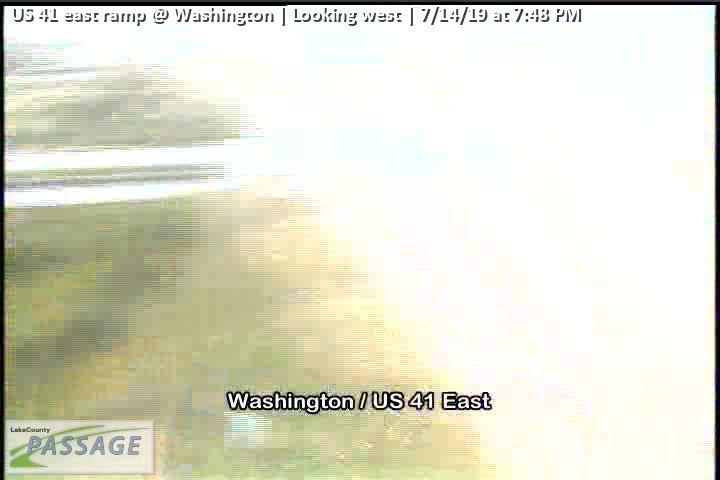 US 41 east ramp @ Washington | Looking west | 7/14/19 at 7:48 PM
Washington / US 41 East
LakeCounty
PASSAGE